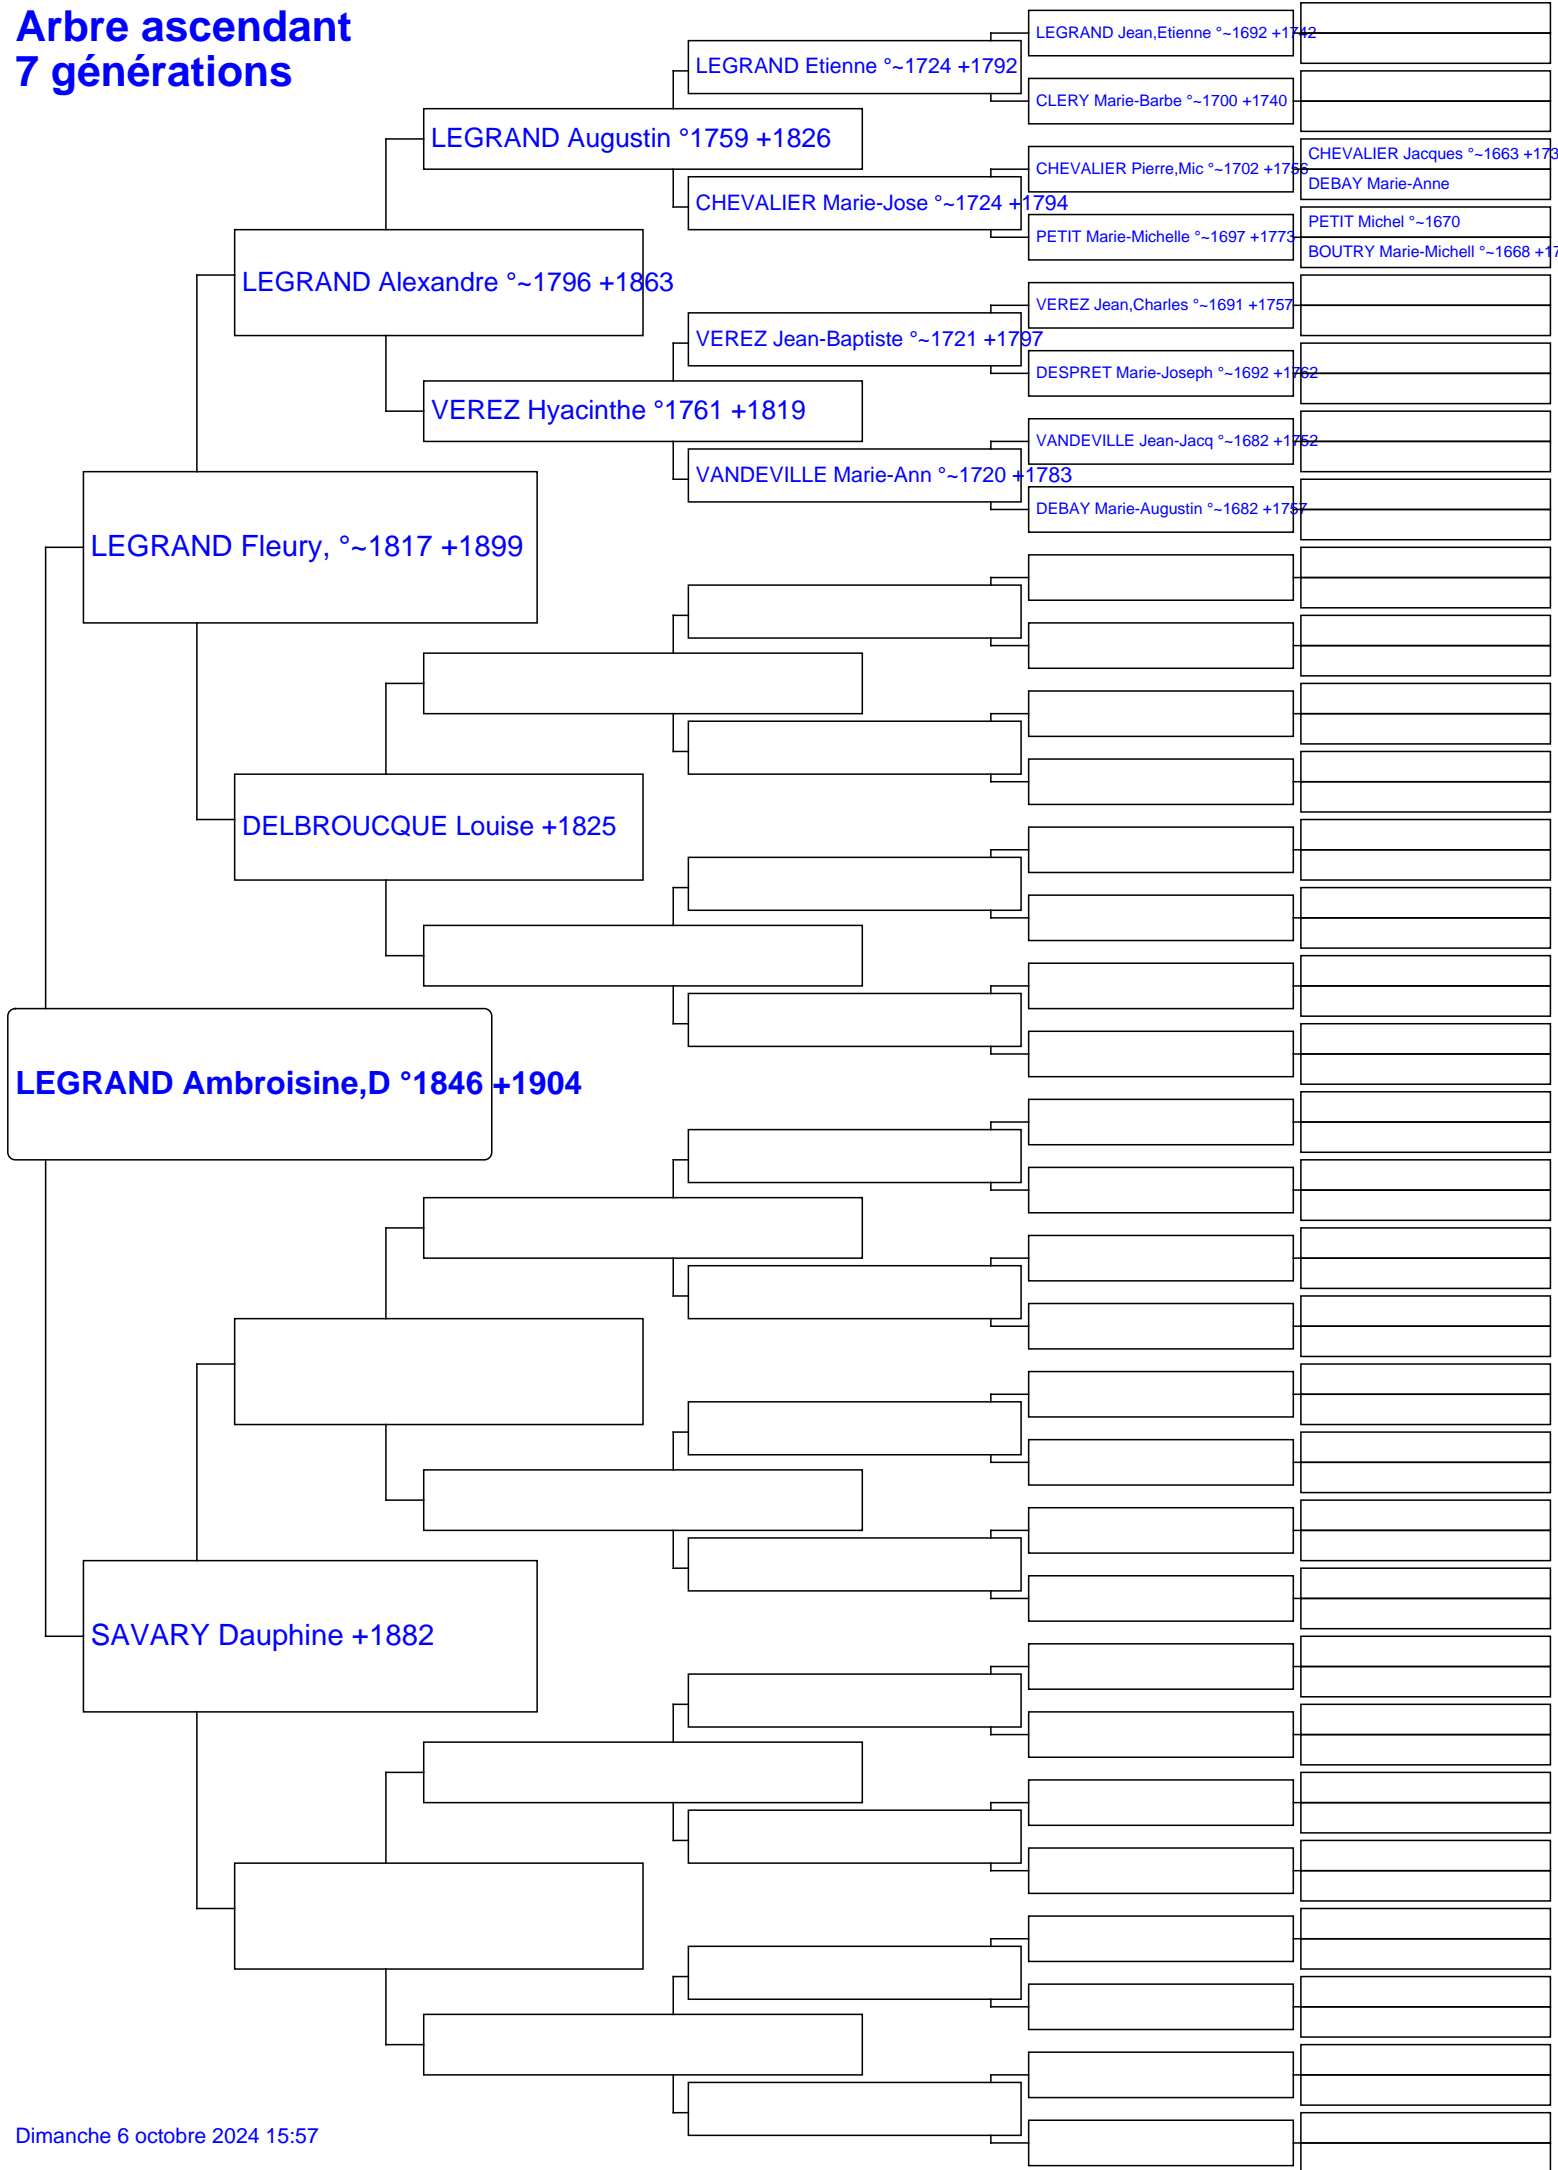 Arbre ascendant
7 générations
LEGRAND Jean,Etienne °~1692 +1742
LEGRAND Etienne °~1724 +1792
CLERY Marie-Barbe °~1700 +1740
LEGRAND Augustin °1759 +1826
CHEVALIER Jacques °~1663 +173
CHEVALIER Pierre,Mic °~1702 +1756
DEBAY Marie-Anne
CHEVALIER Marie-Jose °~1724 +1794
PETIT Michel °~1670
PETIT Marie-Michelle °~1697 +1773
BOUTRY Marie-Michell °~1668 +17
LEGRAND Alexandre °~1796 +1863
VEREZ Jean,Charles °~1691 +1757
VEREZ Jean-Baptiste °~1721 +1797
DESPRET Marie-Joseph °~1692 +1762
VEREZ Hyacinthe °1761 +1819
VANDEVILLE Jean-Jacq °~1682 +1752
VANDEVILLE Marie-Ann °~1720 +1783
DEBAY Marie-Augustin °~1682 +1757
LEGRAND Fleury, °~1817 +1899
DELBROUCQUE Louise +1825
LEGRAND Ambroisine,D °1846 +1904
SAVARY Dauphine +1882
Dimanche 6 octobre 2024 15:57